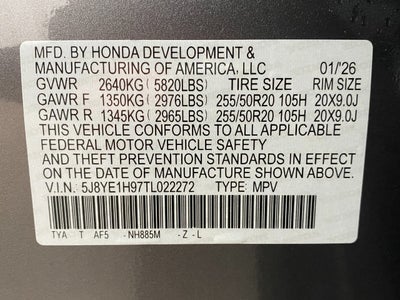 MFD. BY HONDA DEVELOPMENT &
MANUFACTURING OF AMERICA, LLC 01/'26
GVWR 2640KG (5820LBS) TIRE SIZE RIM SIZE
GAWR F 1350KG (2976LBS) 255/50R20 105H 20X9.0J
GAWR R 1345KG (2965LBS) 255/50R20 105H 20X9.0J
THIS VEHICLE CONFORMS TO ALL APPLICABLE
FEDERAL MOTOR VEHICLE SAFETY
AND THEFT PREVENTION STANDARDS IN EFFECT
ON THE DATE OF MANUFACTURE SHOWN ABOVE.
V.I.N. 5J8YE1H97TL022272 TYPE: MPV
TYA T AF5 -NH885M -Z-L